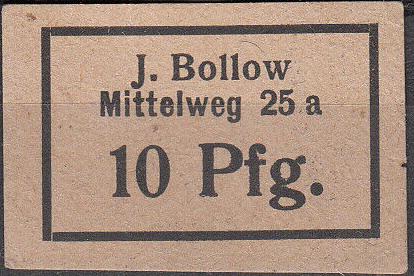 J. Bollow
Mittelweg 25 a
10 Pfg.